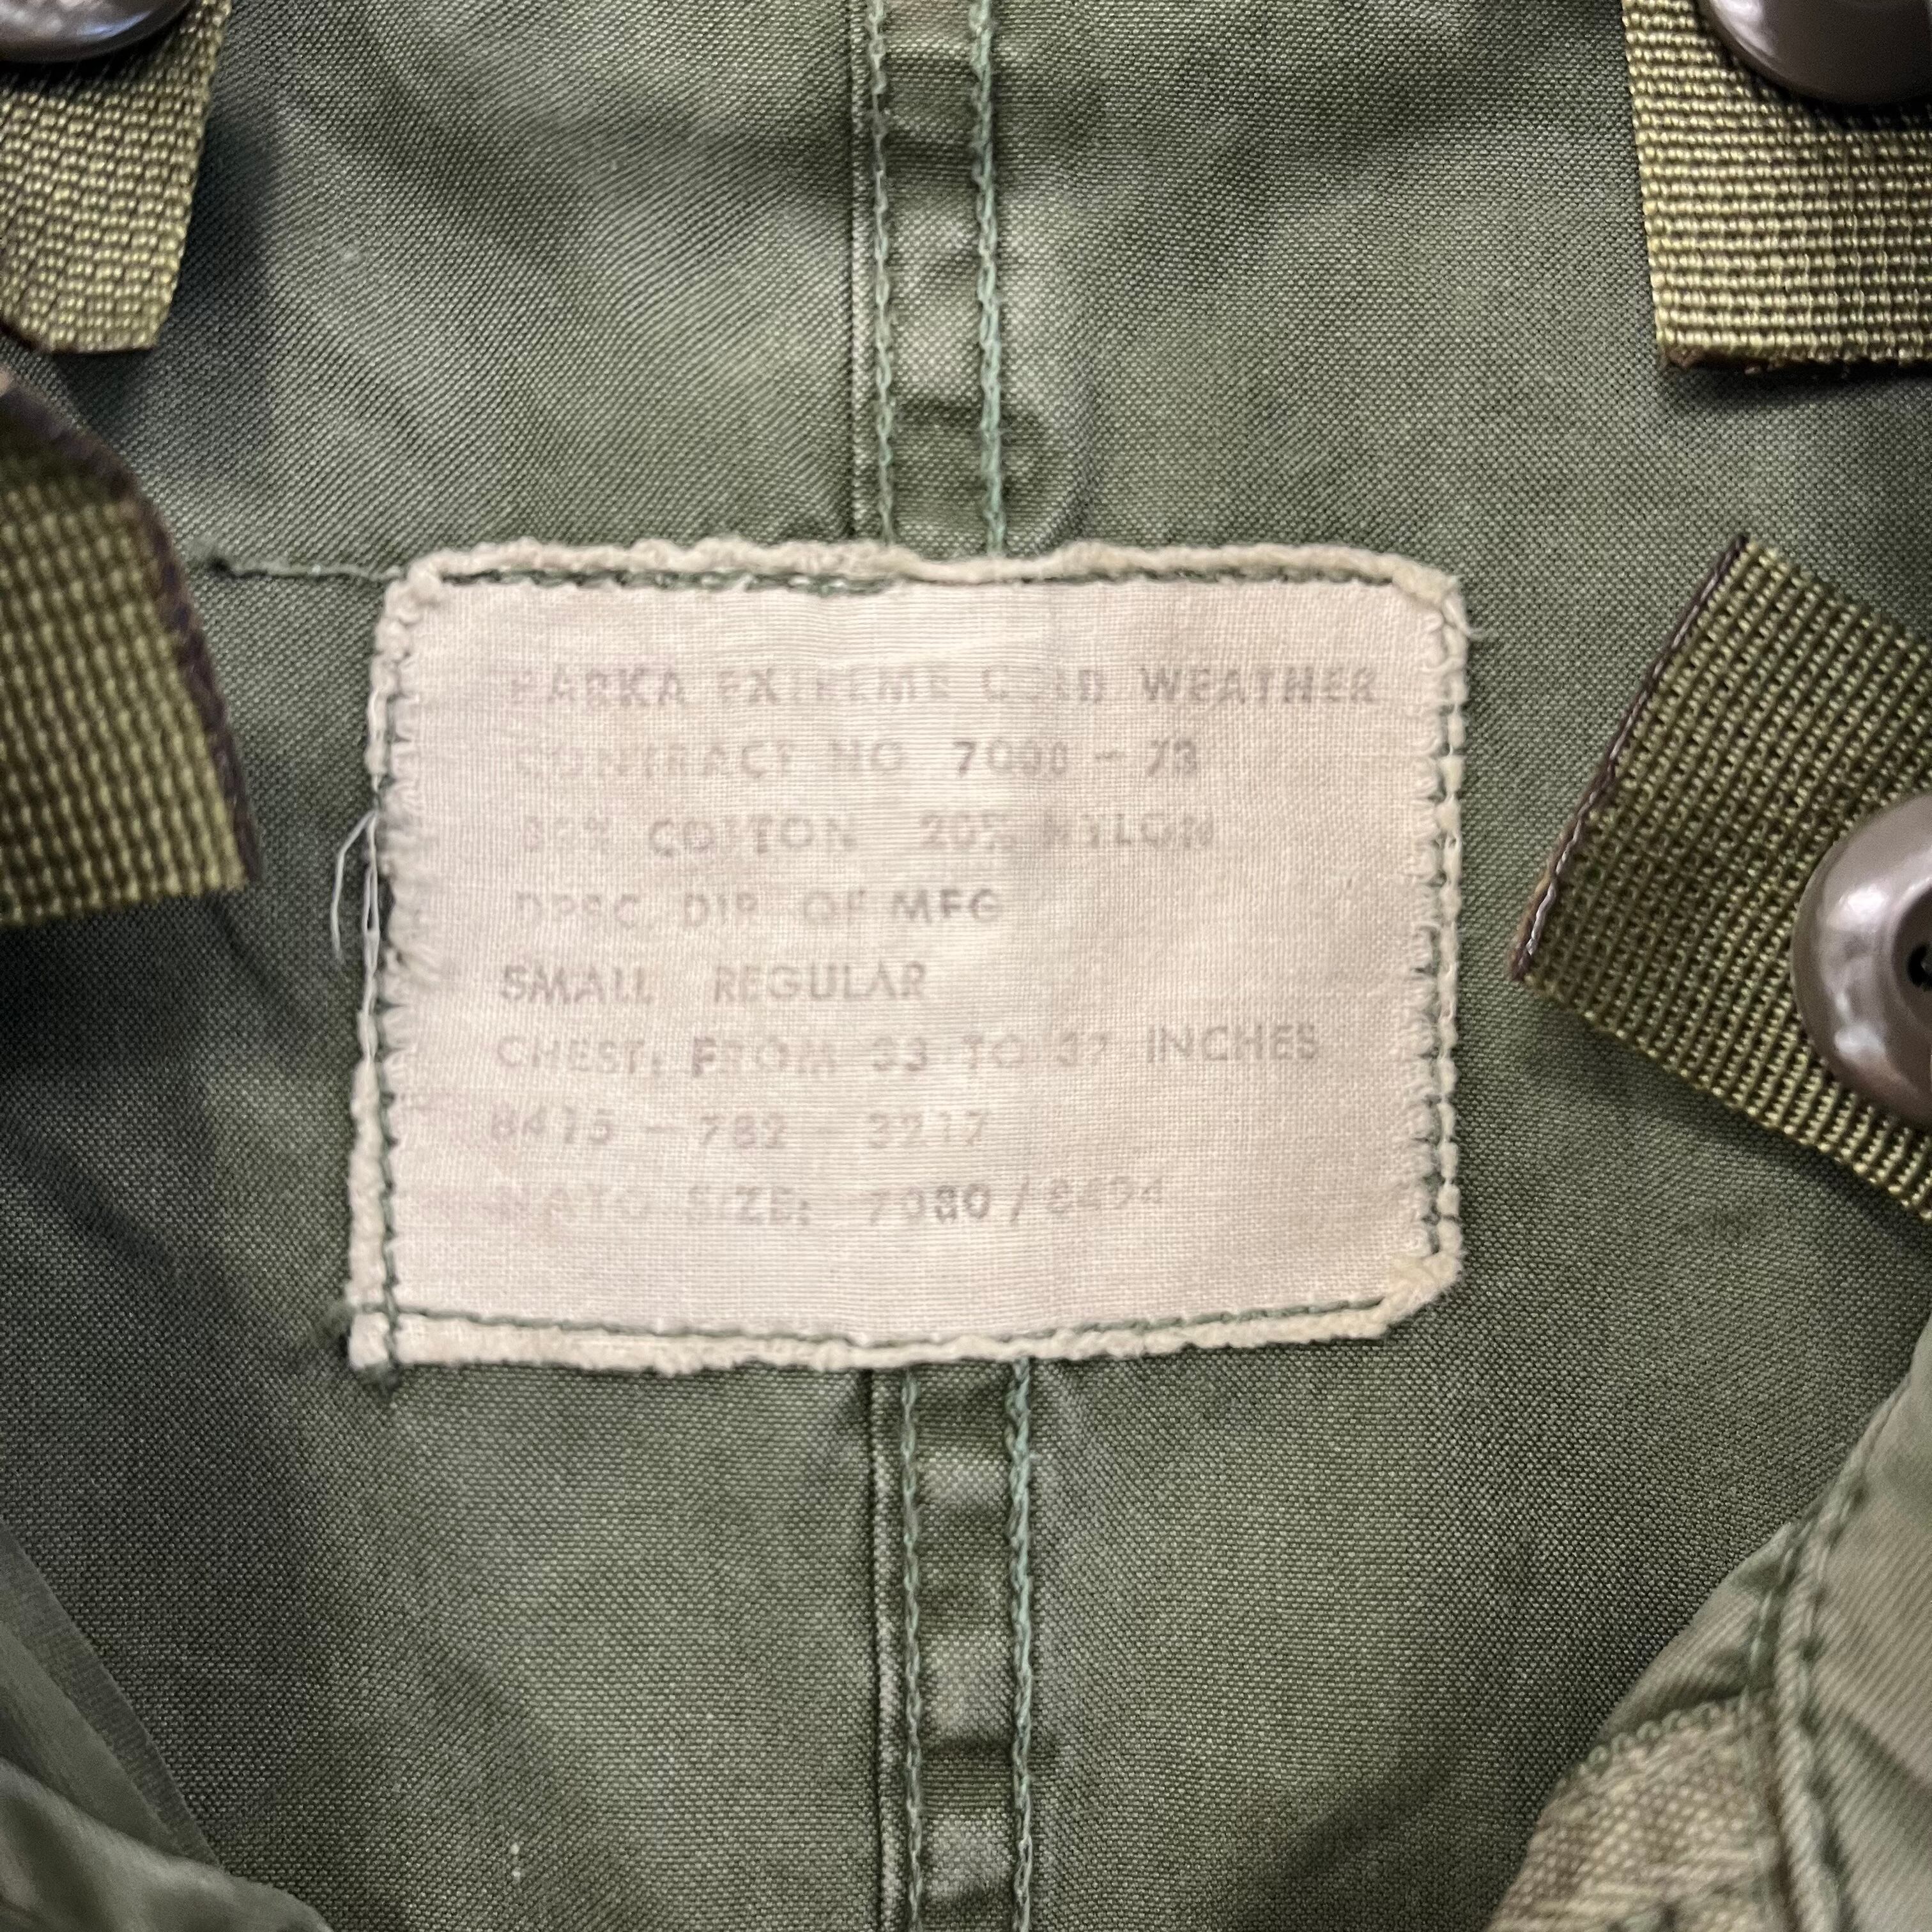 PARKA EXTREME COLD WEATHER
CONTRACT NO 7000 - 73
80% COTTON 20% NYLON
DPSC, DIR. OF MFG
SMALL REGULAR
CHEST: FROM 33 TO 37 INCHES
8415 - 782 - 3217
NATO SIZE: 7080 / 8494